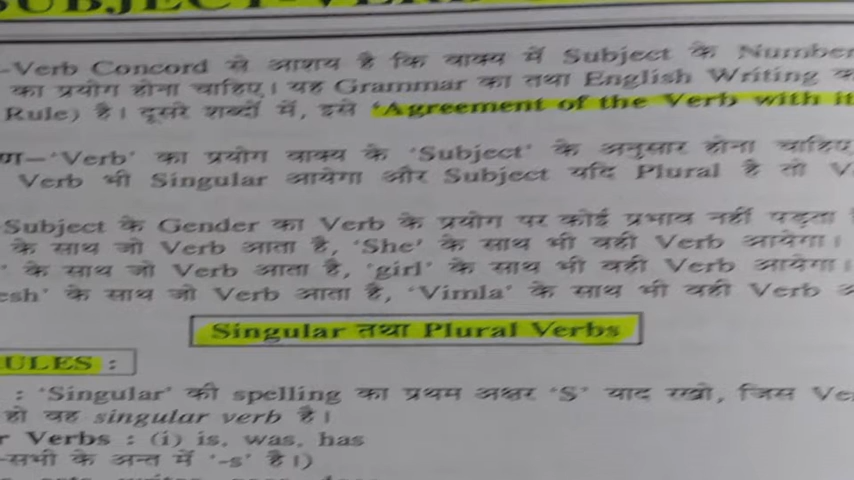 SUBJECT-VERB
-Verb Concord से आशय है कि वाक्य में Subject के Number
का प्रयोग होना चाहिए। यह Grammar का तथा English Writing
Rule) है। दूसरे शब्दों में, इसे 'Agreement of the Verb with it
'Verb' का प्रयोग वाक्य के 'Subject' के अनुसार होना चाहिए
Verb भी Singular आयेगा और Subject यदि Plural है तो V
Subject के Gender का Verb के प्रयोग पर कोई प्रभाव नहीं पड़ता
के साथ जो Verb आता है, 'She' के साथ भी वही Verb आयेगा।
' के साथ जो Verb आता है, 'girl' के साथ भी वही Verb आयेगा।
esh' के साथ जो Verb आता है, 'Vimla' के साथ भी वही Verb
Singular तथा Plural Verbs
ULES :
: 'Singular' की spelling का प्रथम अक्षर 'S' याद रखो, जिस Ve
हो वह singular verb है।
r Verbs : (i) is, was, has
-सभी के अन्त में '-s' है।)